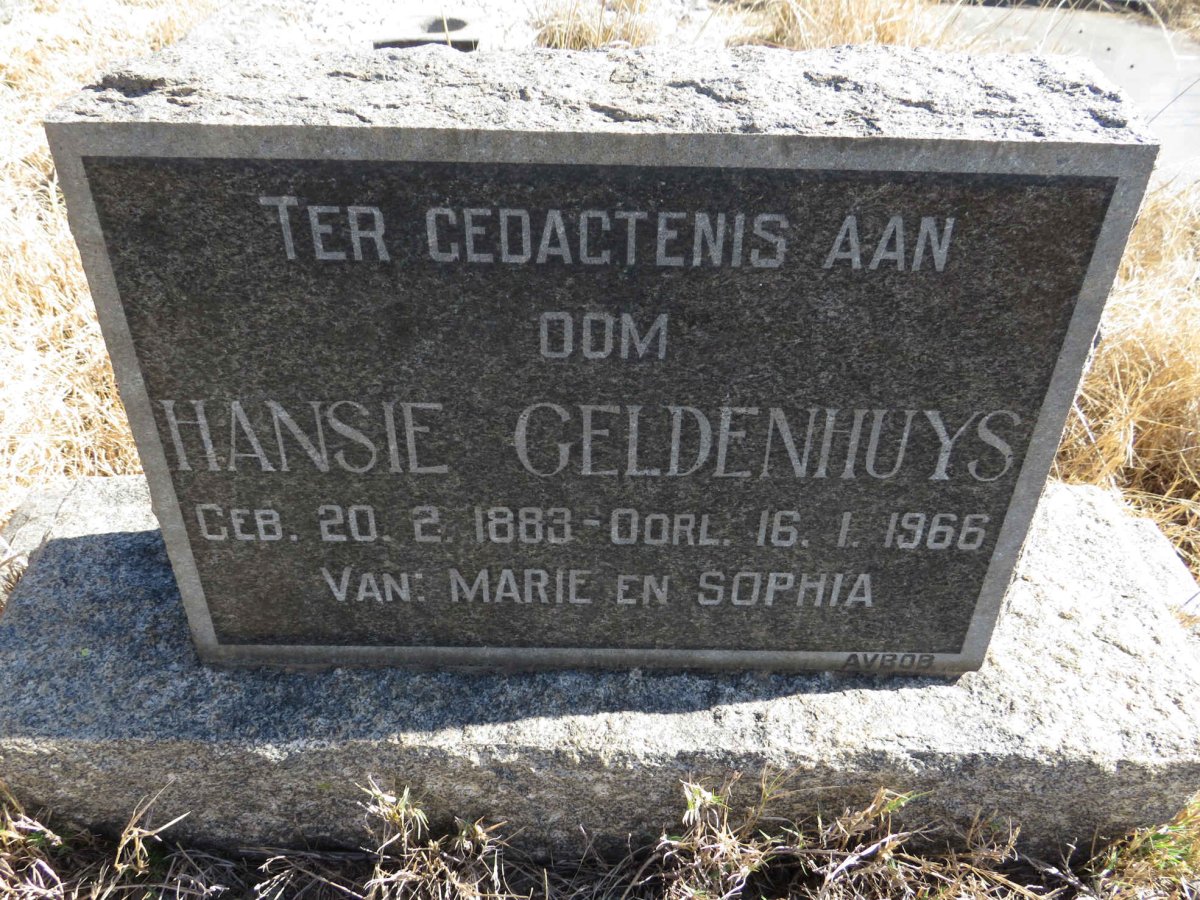 TER GEDACTENIS AAN
OOM
HANSIE GELDENHUYS
GEB. 20. 2. 1883 - OORL. 16. 1. 1966
VAN: MARIE EN SOPHIA
AVBOB